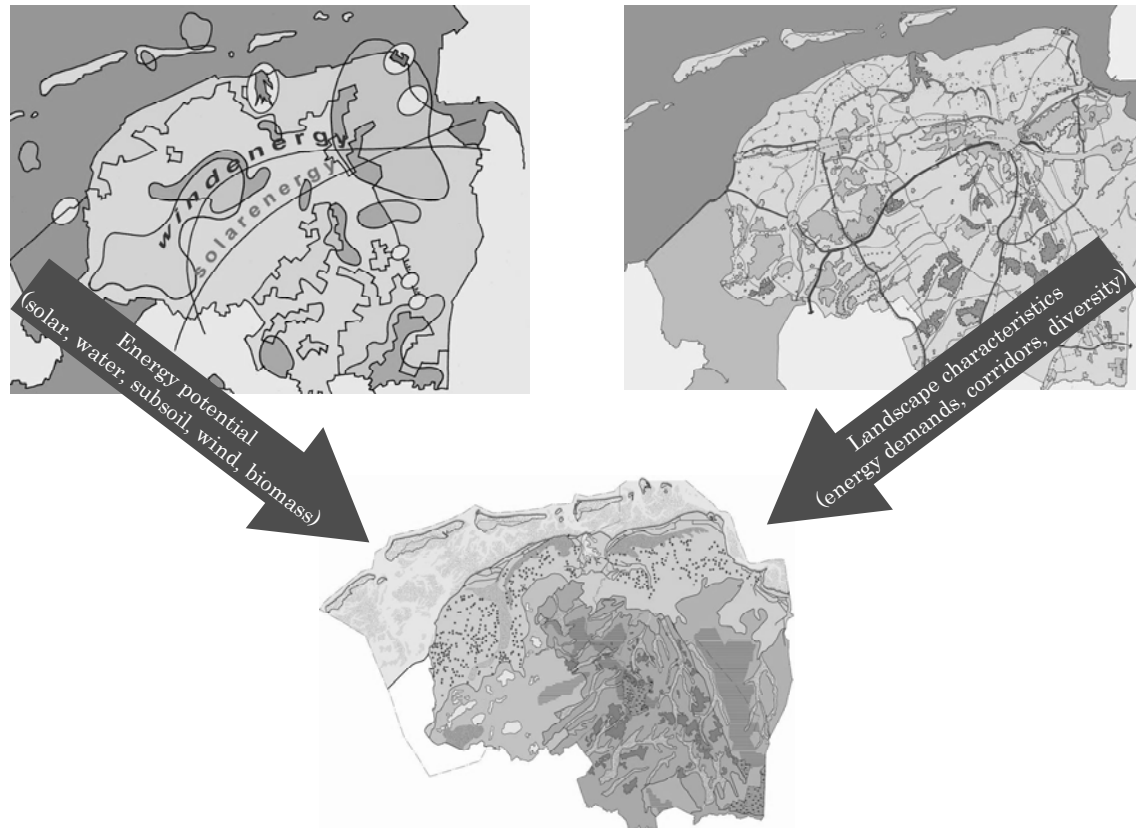 windenergy
solarenergy
Energy potential
(solar, water, subsoil, wind, biomass)
Landscape characteristics
(energy demands, corridors, diversity)